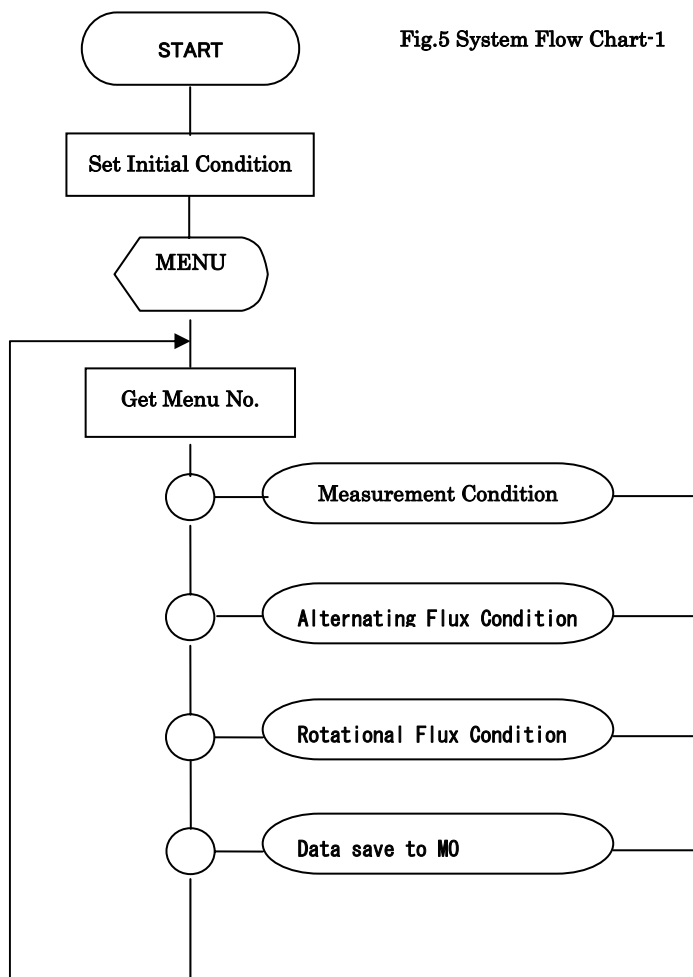 Fig.5 System Flow Chart-1
START
Set Initial Condition
MENU
Get Menu No.
Measurement Condition
Alternating Flux Condition
Rotational Flux Condition
Data save to MO